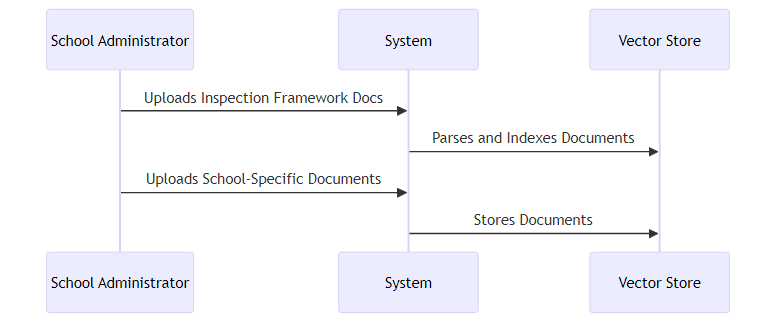 School Administrator
System
Vector Store
Uploads Inspection Framework Docs
Parses and Indexes Documents
Uploads School-Specific Documents
Stores Documents
School Administrator
System
Vector Store